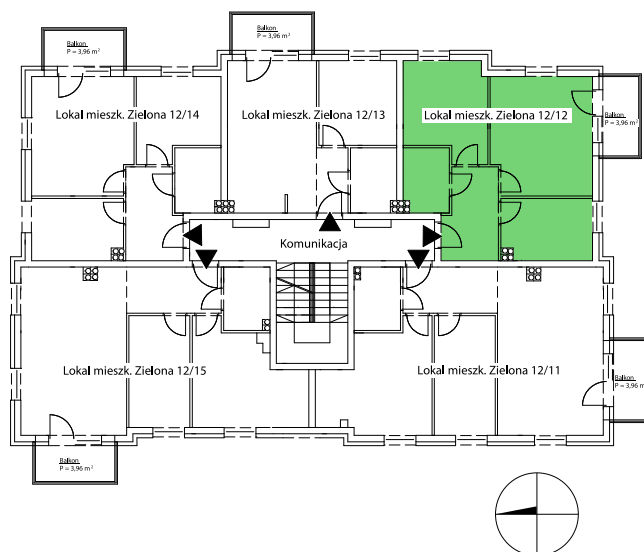 Balkon
P = 3,96 m²
Balkon
P = 3,96 m²
Lokal mieszk. Zielona 12/14
Lokal mieszk. Zielona 12/13
Lokal mieszk. Zielona 12/12
Balkon
P = 3,96 m²
Komunikacja
Lokal mieszk. Zielona 12/15
Lokal mieszk. Zielona 12/11
Balkon
P = 3,96 m²
Balkon
P = 3,96 m²